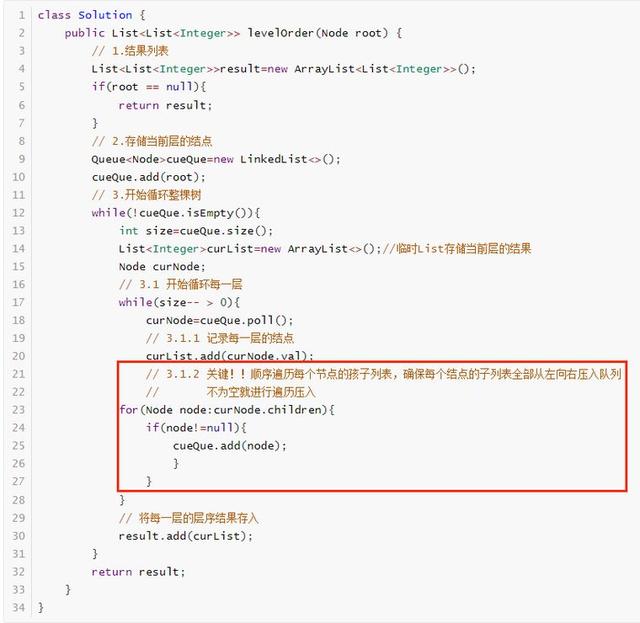 1 class Solution {
2     public List<List<Integer>> levelOrder(Node root) {
3         // 1.结果列表
4         List<List<Integer>>result=new ArrayList<List<Integer>>();
5         if(root == null){
6             return result;
7         }
8         // 2.存储当前层的结点
9         Queue<Node>cueQue=new LinkedList<>();
10         cueQue.add(root);
11         // 3.开始循环整棵树
12         while(!cueQue.isEmpty()){
13             int size=cueQue.size();
14             List<Integer>curList=new ArrayList<>();//临时List存储当前层的结果
15             Node curNode;
16             // 3.1 开始循环每一层
17             while(size-- > 0){
18                 curNode=cueQue.poll();
19                 // 3.1.1 记录每一层的结点
20                 curList.add(curNode.val);
21                 // 3.1.2 关键！！顺序遍历每个节点的孩子列表，确保每个结点的子列表全部从左向右压入队列
22                 //       不为空就进行遍历压入
23             for(Node node:curNode.children){
24                 if(node!=null){
25                     cueQue.add(node);
26                     }
27                 }
28             }
29             // 将每一层的层序结果存入
30             result.add(curList);
31         }
32         return result;
33     }
34 }